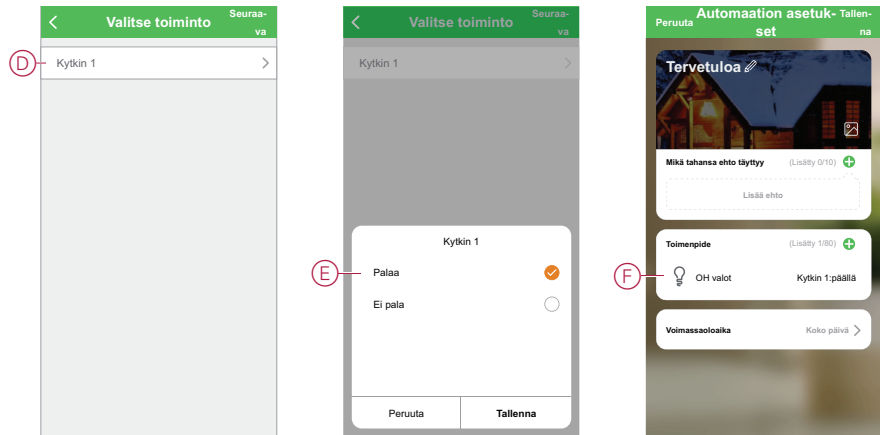 Valitse toiminto
Seuraa-
va
D
Kytkin 1
Valitse toiminto
Seuraa-
va
Kytkin 1
Kytkin 1
E
Palaa
Ei pala
Peruuta
Tallenna
Peruuta
Automaation asetuk-
set
Tallen-
na
Tervetuloa
Mikä tahansa ehto täyttyy
(Lisätty 0/10)
Lisää ehto
Toimenpide
(Lisätty 1/80)
F
OH valot
Kytkin 1:päällä
Voimassaoloaika
Koko päivä